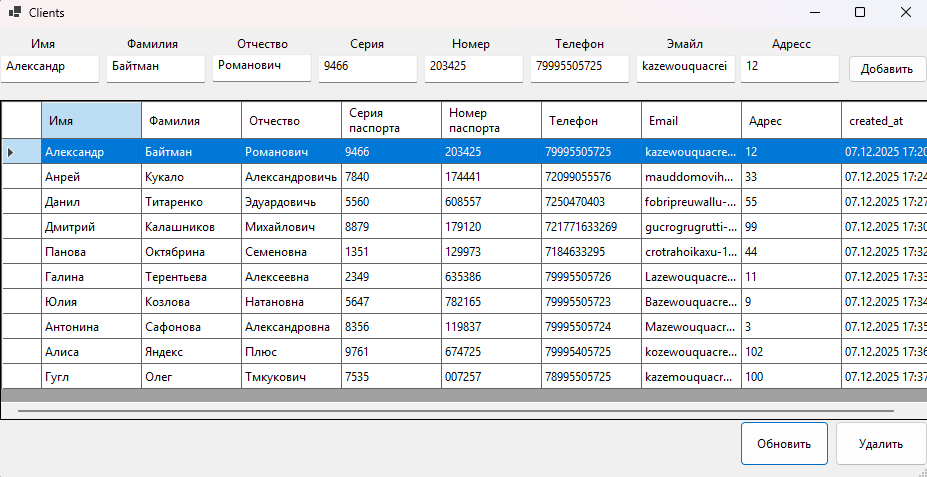 Clients
Имя Фамилия Отчество Серия Номер Телефон Эмайл Адресс
Александр Байтман Романович 9466 203425 79995505725 kazewouquacrei 12 Добавить
Имя Фамилия Отчество Серия паспорта Номер паспорта Телефон Email Адрес created_at
Александр Байтман Романович 9466 203425 79995505725 kazewouquacre... 12 07.12.2025 17:20
Анрей Кукало Александровичь 7840 174441 72099055576 mauddomovih... 33 07.12.2025 17:24
Данил Титаренко Эдуардовичь 5560 608557 7250470403 fobripreuwallu-... 55 07.12.2025 17:27
Дмитрий Калашников Михайлович 8879 179120 721771633269 gucrogrugrutti-... 99 07.12.2025 17:30
Панова Октябрина Семеновна 1351 129973 7184633295 crotrahoikaxu-1... 44 07.12.2025 17:32
Галина Терентьева Алексеевна 2349 635386 79995505726 Lazewouquacre... 11 07.12.2025 17:33
Юлия Козлова Натановна 5647 782165 79995505723 Bazewouquacre... 9 07.12.2025 17:34
Антонина Сафонова Александровна 8356 119837 79995505724 Mazewouquacr... 3 07.12.2025 17:35
Алиса Яндекс Плюс 9761 674725 79995405725 kozewouquacre... 102 07.12.2025 17:36
Гугл Олег Тмкукович 7535 007257 78995505725 kazemouquacr... 100 07.12.2025 17:37
Обновить Удалить